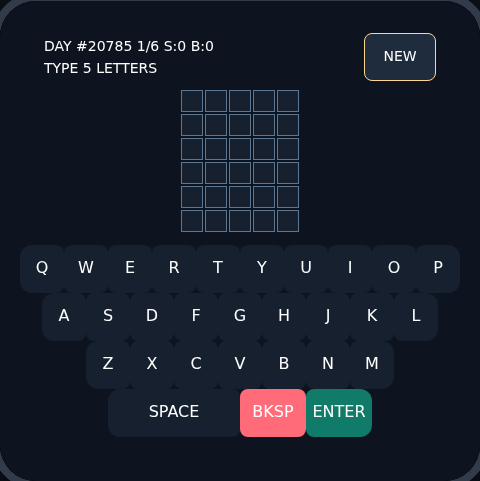 DAY #20785 1/6 S:0 B:0
TYPE 5 LETTERS
NEW
Q W E R T Y U I O P
A S D F G H J K L
Z X C V B N M
SPACE BKSP ENTER